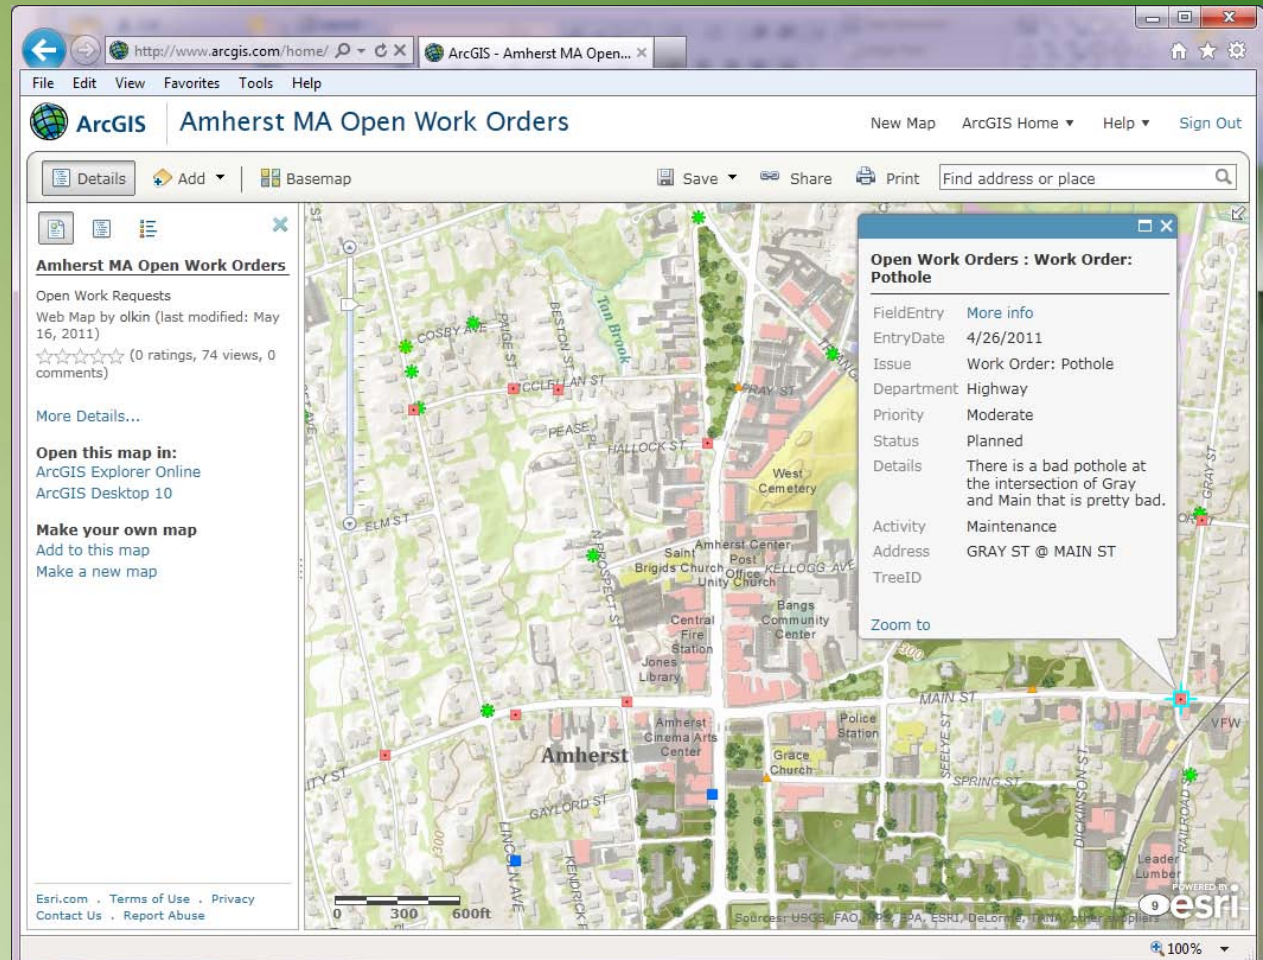 http://www.arcgis.com/home/
ArcGIS - Amherst MA Open...
File Edit View Favorites Tools Help
ArcGIS Amherst MA Open Work Orders
New Map ArcGIS Home Help Sign Out
Details Add Basemap
Save Share Print Find address or place
Amherst MA Open Work Orders
Open Work Requests
Web Map by olkin (last modified: May
16, 2011)
(0 ratings, 74 views, 0
comments)
More Details...
Open this map in:
ArcGIS Explorer Online
ArcGIS Desktop 10
Make your own map
Add to this map
Make a new map
Esri.com . Terms of Use . Privacy
Contact Us . Report Abuse
Open Work Orders : Work Order:
Pothole
FieldEntry More info
EntryDate 4/26/2011
Issue Work Order: Pothole
Department Highway
Priority Moderate
Status Planned
Details There is a bad pothole at
the intersection of Gray
and Main that is pretty bad.
Activity Maintenance
Address GRAY ST @ MAIN ST
TreeID
Zoom to
ST
COSBY AVE
PAIGE ST
BESTON ST
Tan Brook
PRAY ST
PEASE PL
HALLOCK ST
West
Cemetery
GRAY ST
ELM ST
N PROSPECT ST
Saint
Brigids Church
Amherst Center
Post
Office
Unity Church
KELLOGG AVE
Bangs
Community
Center
Central
Fire
Station
Jones
Library
300
MAIN ST
VFW
Amherst
Cinema Arts
Center
Police
Station
SEELYE ST
Amherst
Grace
Church
SPRING ST
DICKINSON ST
RAILROAD ST
GAYLORD ST
300
LINCOLN AVE
KENDRICK
Leader
Lumber
0 300 600ft
POWERED BY
esri
9
100%